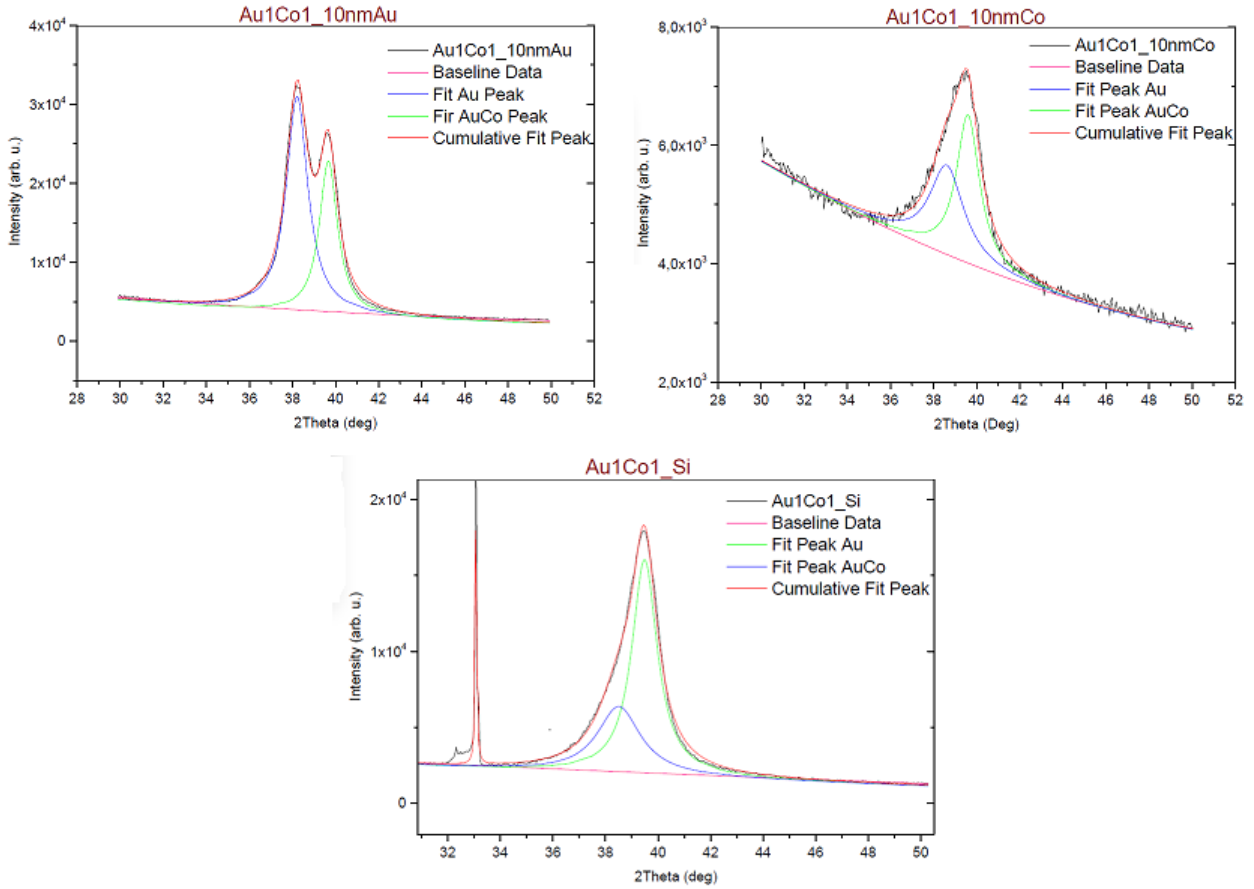 Au1Co1_10nmAu
4x10⁴
3x10⁴
2x10⁴
1x10⁴
0
Intensity (arb. u.)
Au1Co1_10nmAu
Baseline Data
Fit Au Peak
Fir AuCo Peak
Cumulative Fit Peak
28 30 32 34 36 38 40 42 44 46 48 50 52
2Theta (deg)
Au1Co1_10nmCo
8,0x10³
6,0x10³
4,0x10³
2,0x10³
Intensity (arb. u.)
Au1Co1_10nmCo
Baseline Data
Fit Peak Au
Fit Peak AuCo
Cumulative Fit Peak
28 30 32 34 36 38 40 42 44 46 48 50 52
2Theta (Deg)
Au1Co1_Si
2x10⁴
1x10⁴
0
Intensity (arb. u.)
Au1Co1_Si
Baseline Data
Fit Peak Au
Fit Peak AuCo
Cumulative Fit Peak
32 34 36 38 40 42 44 46 48 50
2Theta (deg)